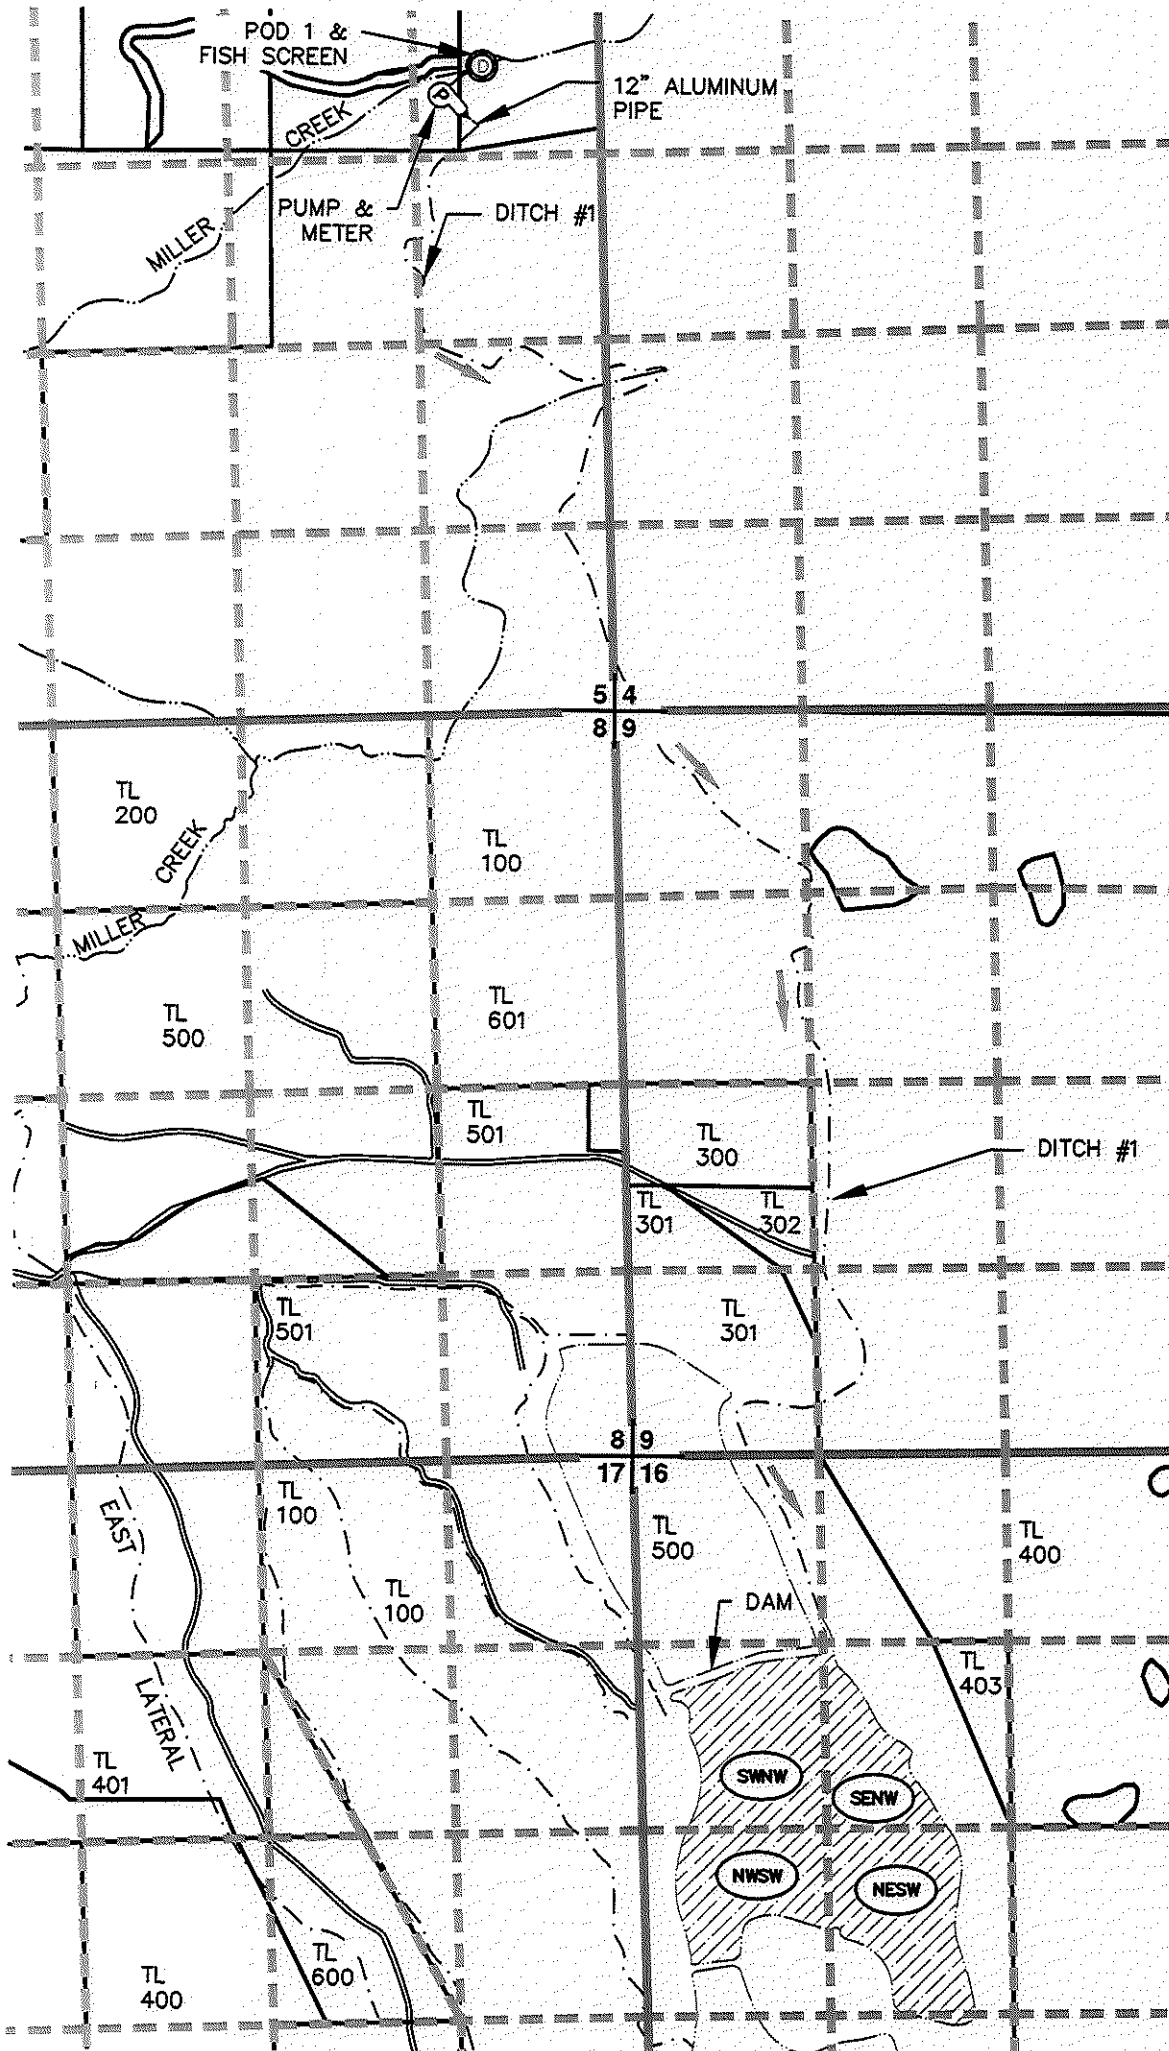 POD 1 &
FISH SCREEN
D
12" ALUMINUM
PIPE
P
CREEK
PUMP &
METER
DITCH #1
MILLER
5 4
8 9
TL
200
CREEK
TL
100
MILLER
TL
500
TL
601
TL
501
TL
300
DITCH #1
TL
301
TL
302
TL
501
TL
301
8 9
17 16
TL
100
EAST
TL
500
TL
400
TL
100
DAM
TL
403
LATERAL
TL
401
SWNW
SENW
NWSW
NESW
TL
600
TL
400